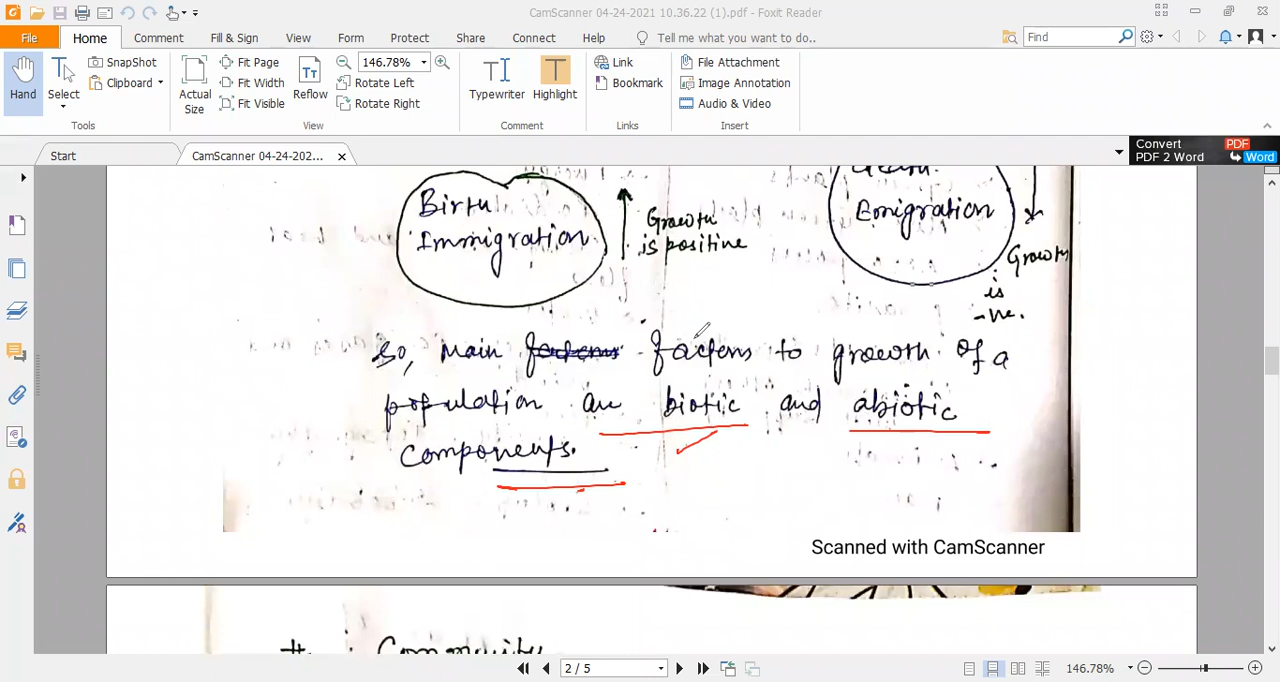 CamScanner 04-24-2021 10.36.22 (1).pdf - Foxit Reader
File Home Comment Fill & Sign View Form Protect Share Connect Help Tell me what you want to do.. Find
Hand
Select
SnapShot
Clipboard
Tools
Actual Size
Fit Page
Fit Width
Fit Visible
Reflow
146.78%
Rotate Left
Rotate Right
View
Typewriter
Highlight
Comment
Link
Bookmark
Links
File Attachment
Image Annotation
Audio & Video
Insert
Start
CamScanner 04-24-202...
Convert PDF
PDF 2 Word Word
Birth
Immigration
Growth
is positive
Emigration
Growth
is
-ve.
So, main factors to growth of a
population are biotic and abiotic
components.
Scanned with CamScanner
# Community
2 / 5
146.78%